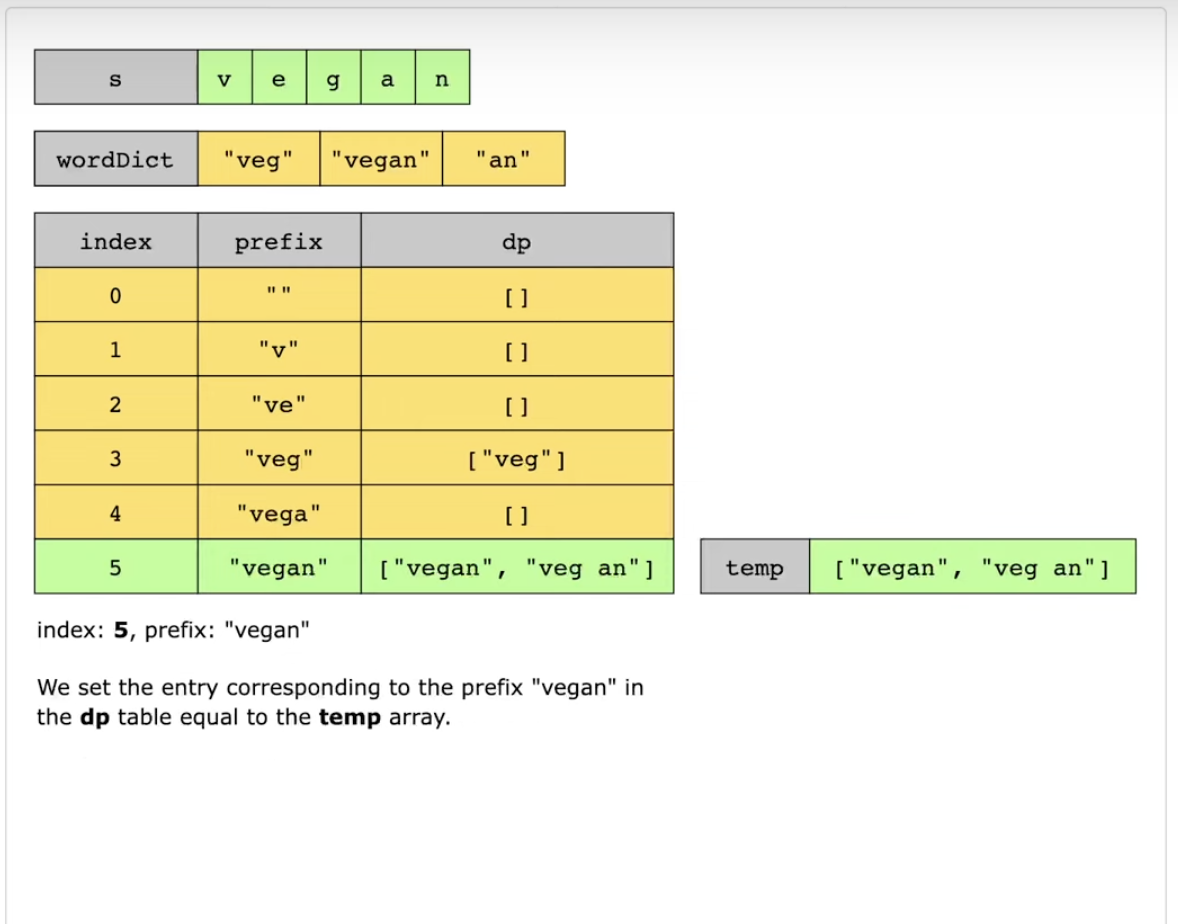 s v e g a n
wordDict "veg" "vegan" "an"
index prefix dp
0 "" []
1 "v" []
2 "ve" []
3 "veg" ["veg"]
4 "vega" []
5 "vegan" ["vegan", "veg an"] temp ["vegan", "veg an"]
index: 5, prefix: "vegan"
We set the entry corresponding to the prefix "vegan" in
the dp table equal to the temp array.